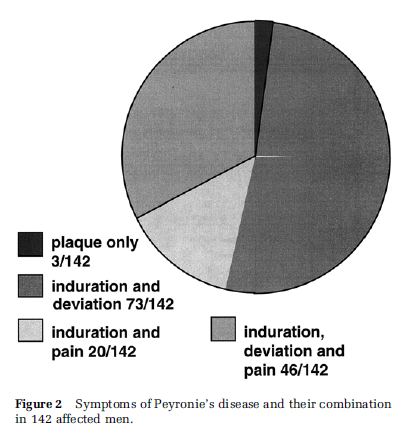 plaque only
3/142
induration and
deviation 73/142
induration and
pain 20/142
induration,
deviation and
pain 46/142
Figure 2 Symptoms of Peyronie's disease and their combination
in 142 affected men.